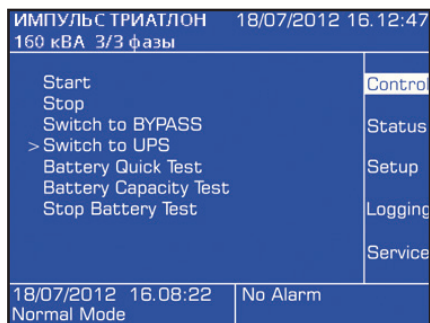 ИМПУЛЬС ТРИАТЛОН 18/07/2012 16.12:47
160 кВА 3/3 фазы
Start
Stop
Switch to BYPASS
> Switch to UPS
Battery Quick Test
Battery Capacity Test
Stop Battery Test
Control
Status
Setup
Logging
Service
18/07/2012 16.08:22 No Alarm
Normal Mode